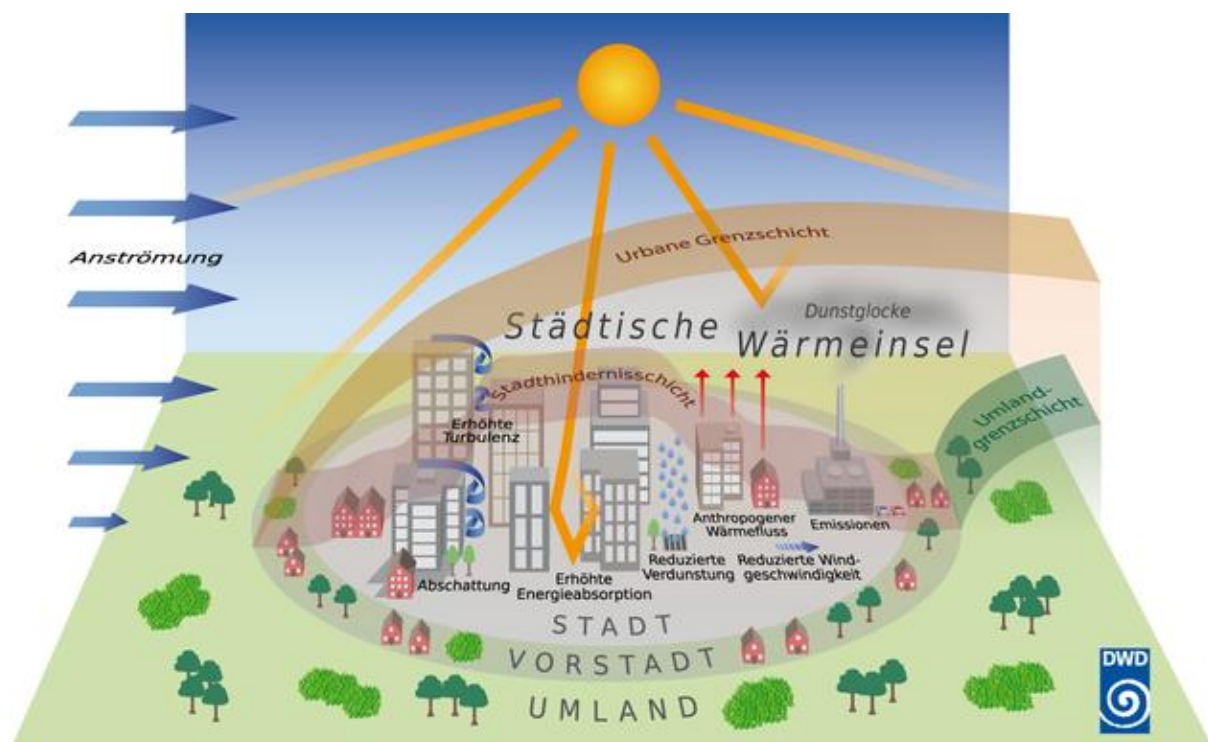 Urbane Grenzschicht
Anströmung
Städtische
Dunstglocke
Wärmeinsel
Stadthindernisschicht
Umland-
grenzschicht
Erhöhte
Turbulenz
Anthropogener
Wärmefluss
Emissionen
Abschattung
Erhöhte
Energieabsorption
Reduzierte
Verdunstung
Reduzierte Wind-
geschwindigkeit
STADT
VORSTADT
UMLAND
DWD